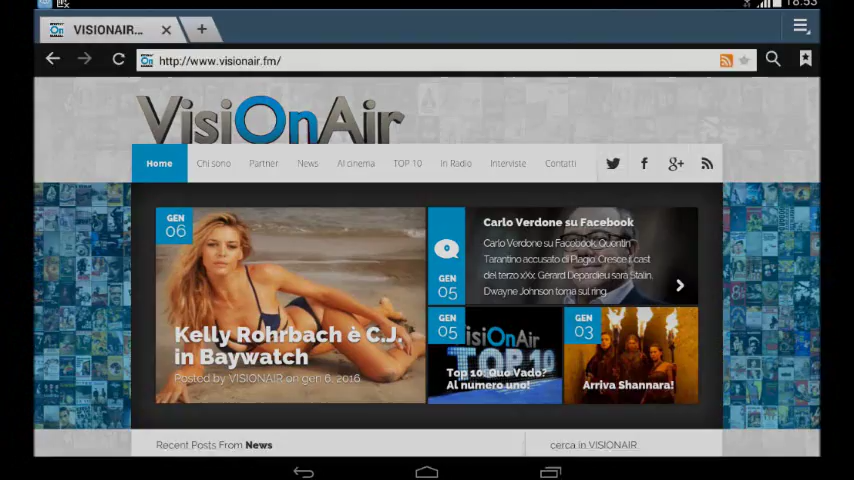 18:53
VISIONAIR...
http://www.visionair.fm/
VisiOnAir
Home Chi sono Partner News Al cinema TOP 10 In Radio Interviste Contatti
GEN
06
Kelly Rohrbach è C.J.
in Baywatch
Posted by VISIONAIR on gen 6, 2016
0
GEN
05
Carlo Verdone su Facebook
Carlo Verdone su Facebook, Quentin
Tarantino accusato di Plagio, Cresce il cast
del terzo xXx, Gerard Depardieu sarà Stalin,
Dwayne Johnson torna sul ring.
GEN
05
VisiOnAir
TOP 10
Top 10: Quo Vado?
Al numero uno!
GEN
03
Arriva Shannara!
Recent Posts From News
cerca in VISIONAIR